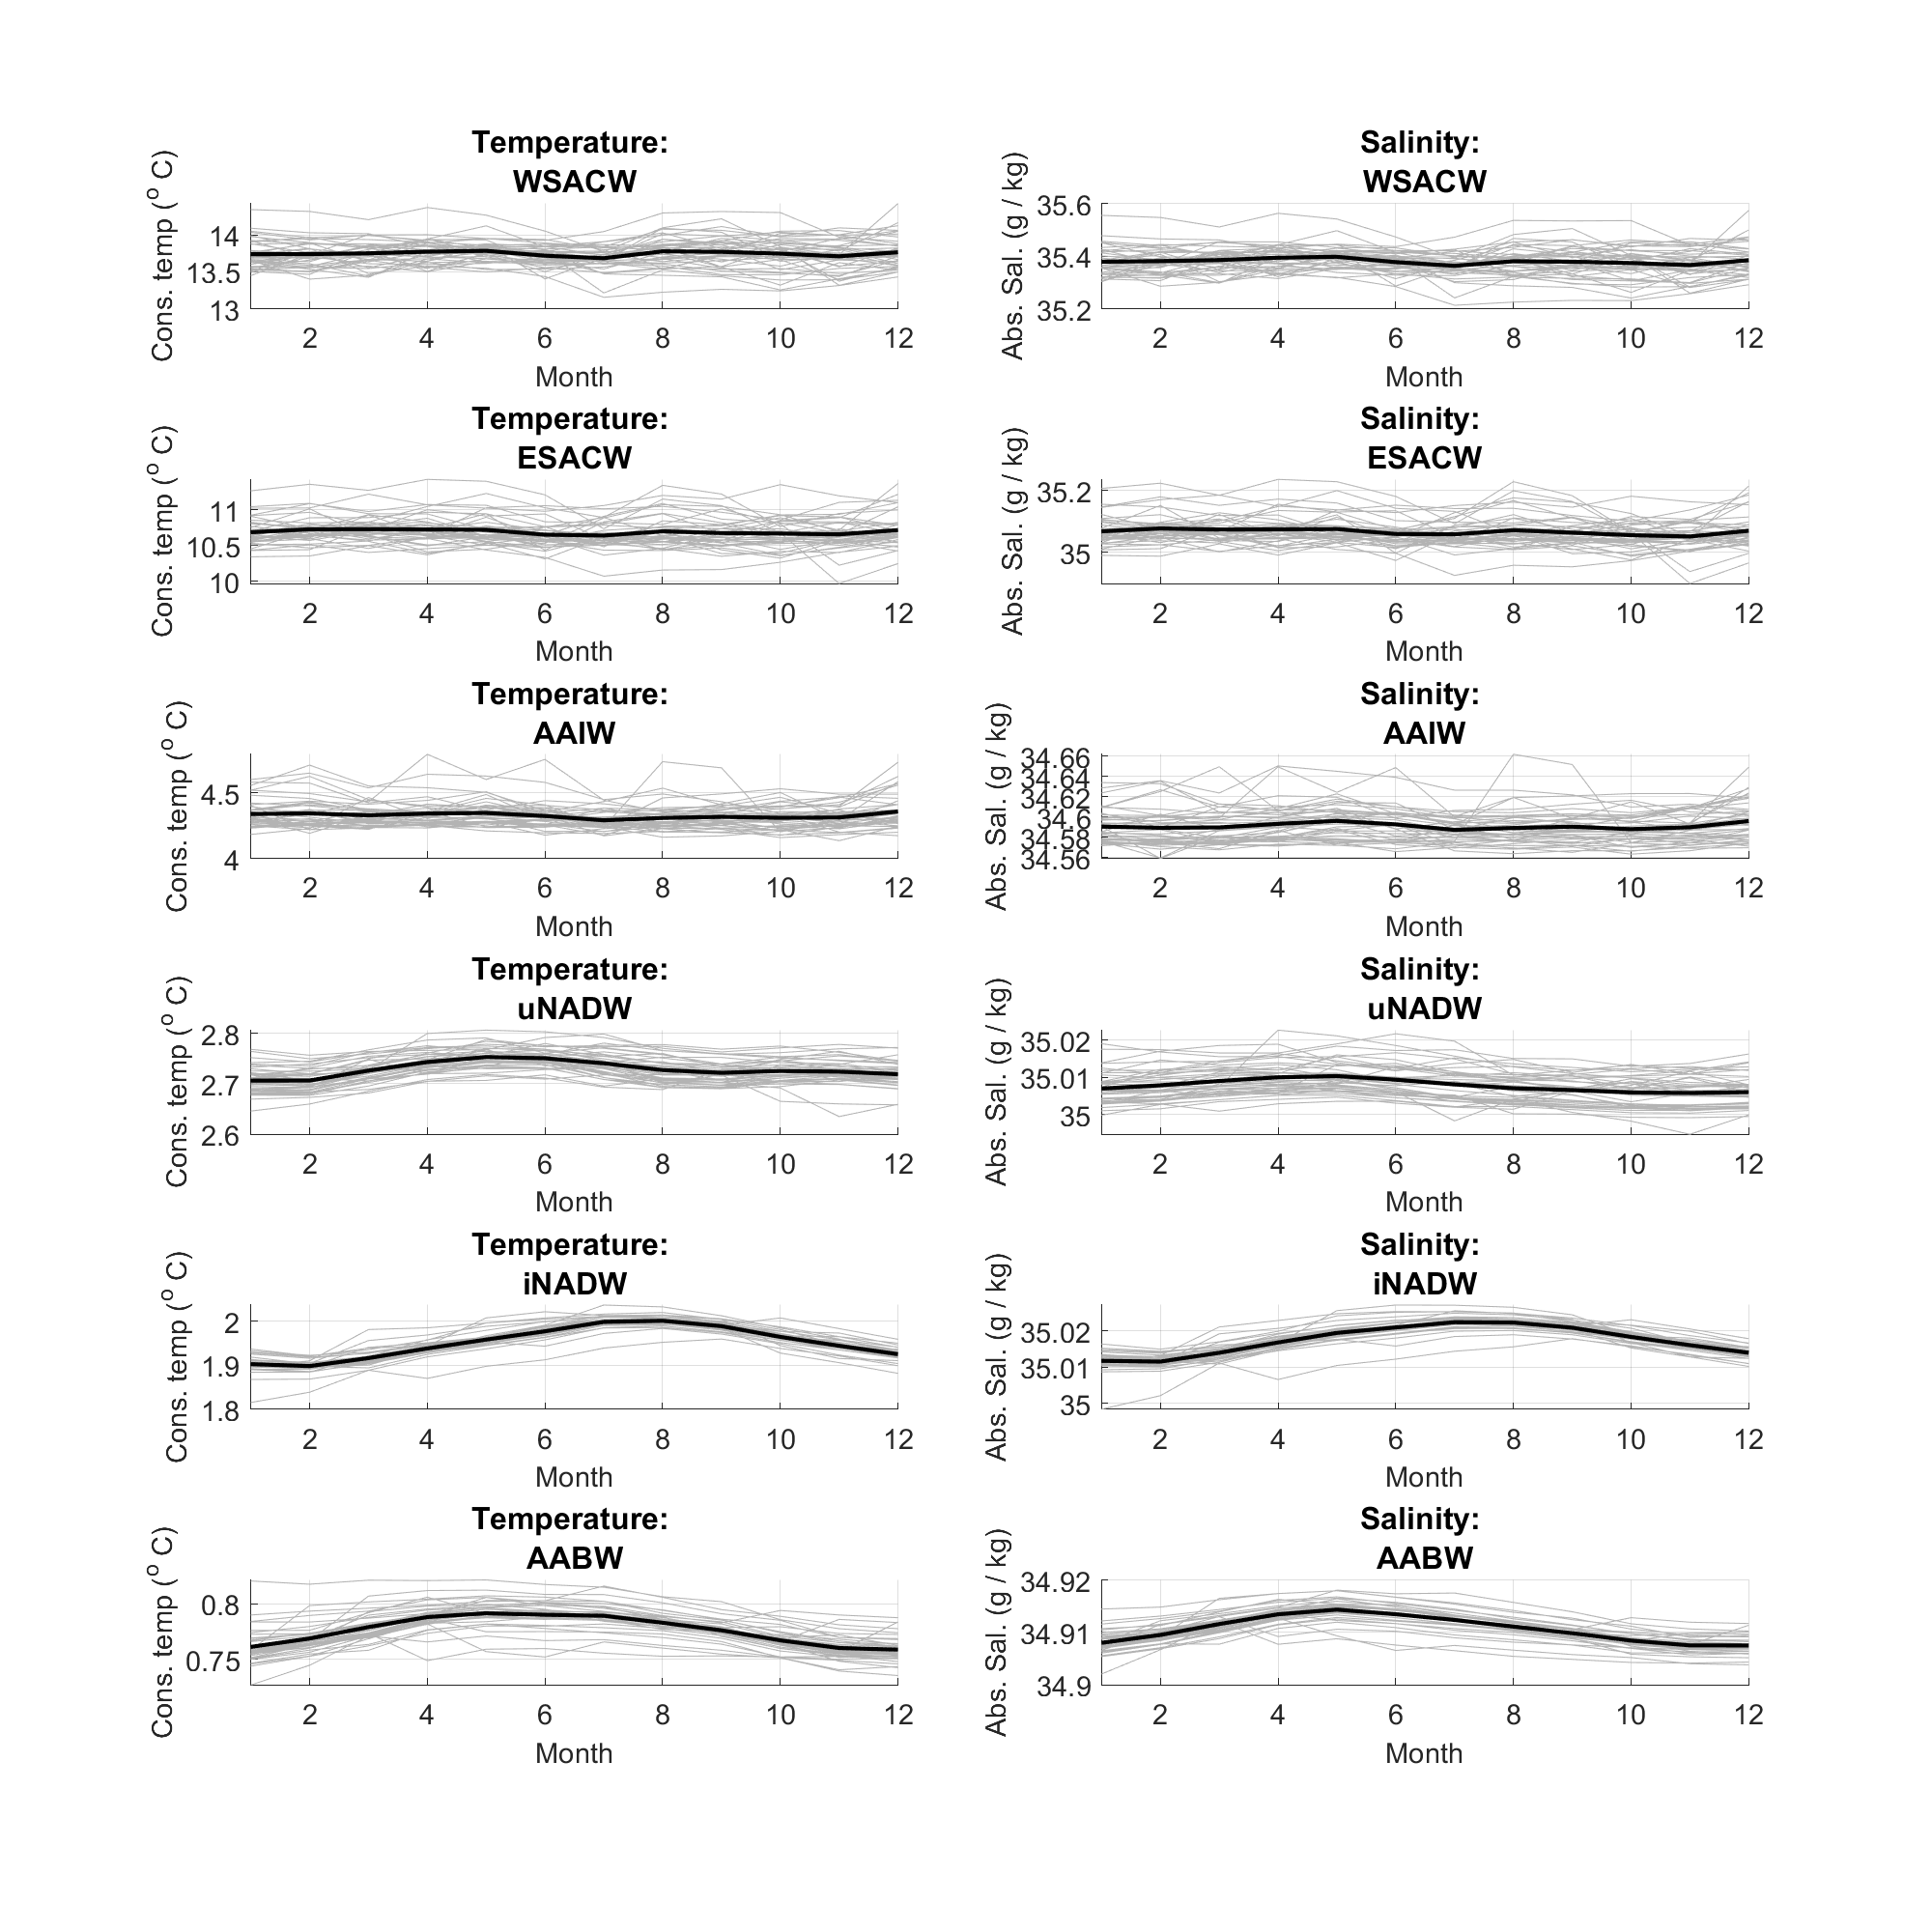 Temperature:
WSACW
Cons. temp (° C)
14
13.5
13
2 4 6 8 10 12
Month
Salinity:
WSACW
Abs. Sal. (g / kg)
35.6
35.4
35.2
2 4 6 8 10 12
Month
Temperature:
ESACW
Cons. temp (° C)
11
10.5
10
2 4 6 8 10 12
Month
Salinity:
ESACW
Abs. Sal. (g / kg)
35.2
35
2 4 6 8 10 12
Month
Temperature:
AAIW
Cons. temp (° C)
4.5
4
2 4 6 8 10 12
Month
Salinity:
AAIW
Abs. Sal. (g / kg)
34.66
34.64
34.62
34.6
34.58
34.56
2 4 6 8 10 12
Month
Temperature:
uNADW
Cons. temp (° C)
2.8
2.7
2.6
2 4 6 8 10 12
Month
Salinity:
uNADW
Abs. Sal. (g / kg)
35.02
35.01
35
2 4 6 8 10 12
Month
Temperature:
iNADW
Cons. temp (° C)
2
1.9
1.8
2 4 6 8 10 12
Month
Salinity:
iNADW
Abs. Sal. (g / kg)
35.02
35.01
35
2 4 6 8 10 12
Month
Temperature:
AABW
Cons. temp (° C)
0.8
0.75
2 4 6 8 10 12
Month
Salinity:
AABW
Abs. Sal. (g / kg)
34.92
34.91
34.9
2 4 6 8 10 12
Month